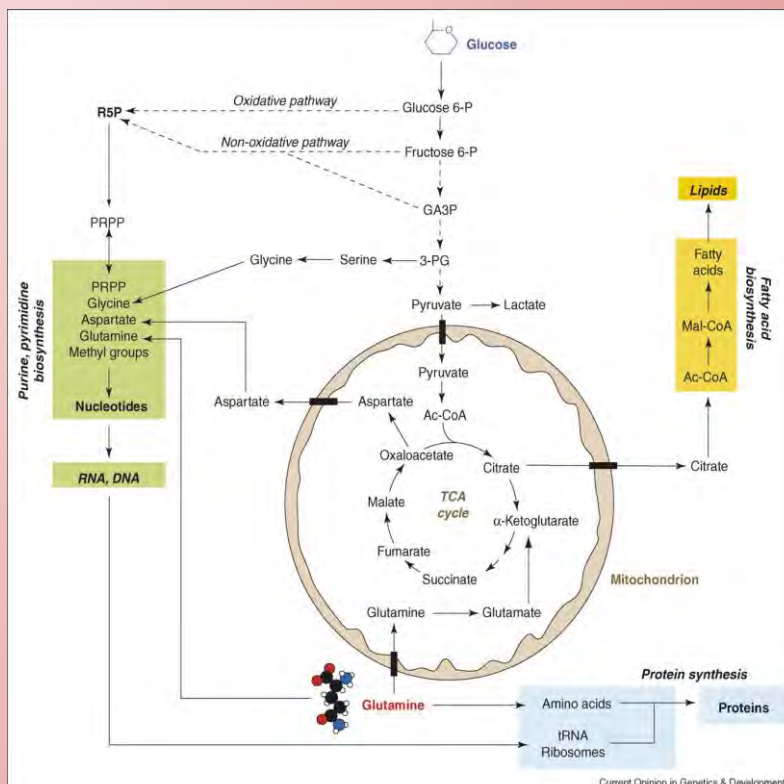 Glucose
Oxidative pathway
R5P
Glucose 6-P
Non-oxidative pathway
Fructose 6-P
GA3P
Lipids
PRPP
Glycine
Serine
3-PG
Fatty
acids
Fatty acid
biosynthesis
Purine, pyrimidine
biosynthesis
PRPP
Glycine
Aspartate
Glutamine
Methyl groups
Nucleotides
Pyruvate
Lactate
Mal-CoA
Pyruvate
Ac-CoA
Aspartate
Aspartate
Ac-CoA
Oxaloacetate
Citrate
Citrate
RNA, DNA
TCA
cycle
Malate
α-Ketoglutarate
Fumarate
Succinate
Mitochondrion
Glutamine
Glutamate
Protein synthesis
Glutamine
Amino acids
Proteins
tRNA
Ribosomes
Current Opinion in Genetics & Development